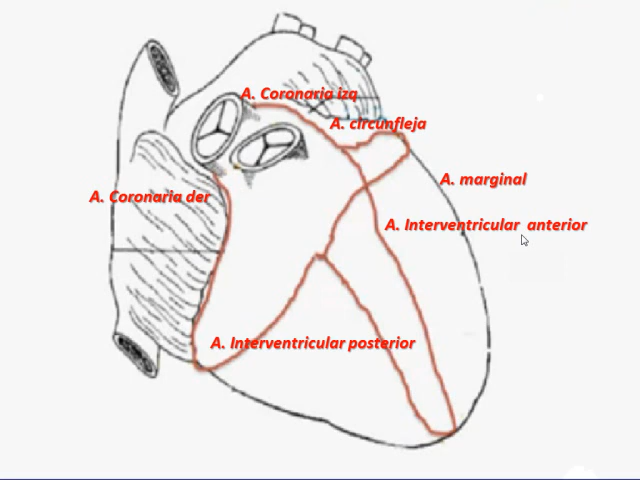 A. Coronaria izq
A. circunfleja
A. marginal
A. Coronaria der
A. Interventricular anterior
A. Interventricular posterior